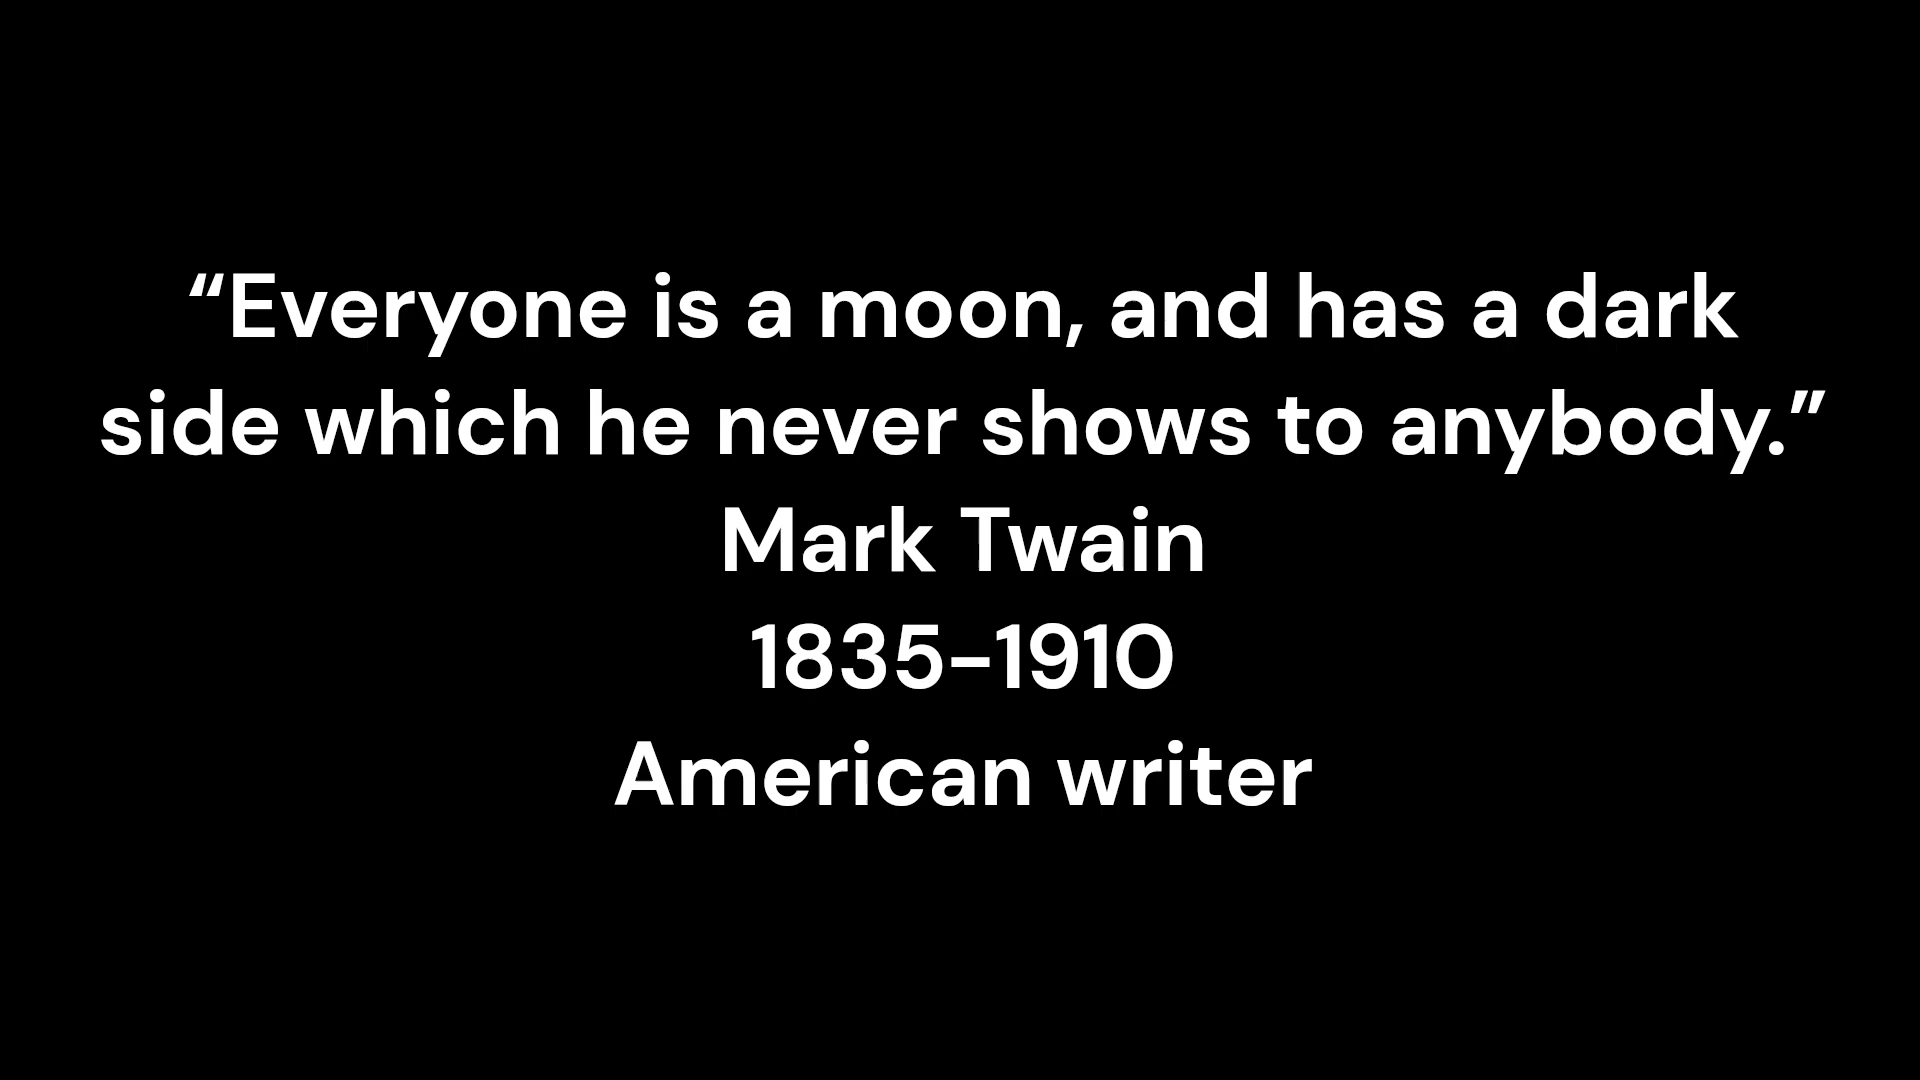 “Everyone is a moon, and has a dark
side which he never shows to anybody.”
Mark Twain
1835–1910
American writer